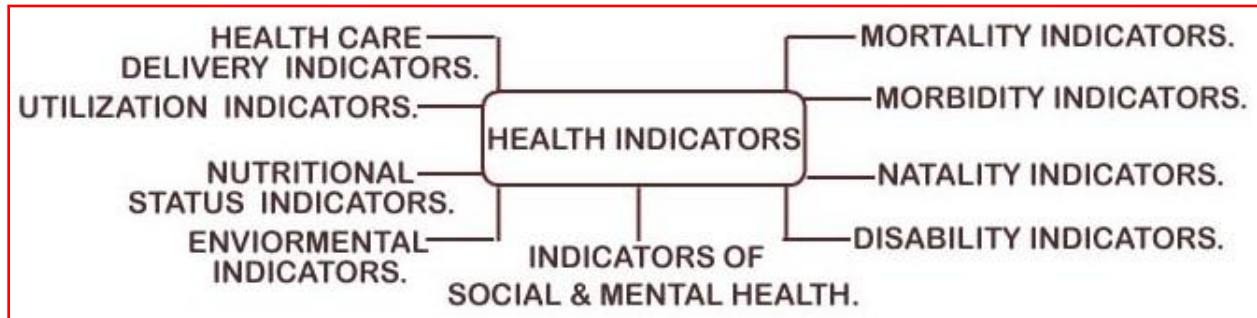 HEALTH CARE
DELIVERY INDICATORS.
UTILIZATION INDICATORS.
NUTRITIONAL
STATUS INDICATORS.
ENVIORMENTAL
INDICATORS.
HEALTH INDICATORS
INDICATORS OF
SOCIAL & MENTAL HEALTH.
MORTALITY INDICATORS.
MORBIDITY INDICATORS.
NATALITY INDICATORS.
DISABILITY INDICATORS.